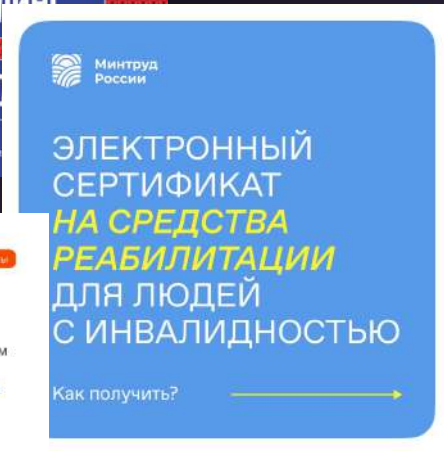 Минтруд
России
ЭЛЕКТРОННЫЙ
СЕРТИФИКАТ
НА СРЕДСТВА
РЕАБИЛИТАЦИИ
ДЛЯ ЛЮДЕЙ
С ИНВАЛИДНОСТЬЮ
Как получить?